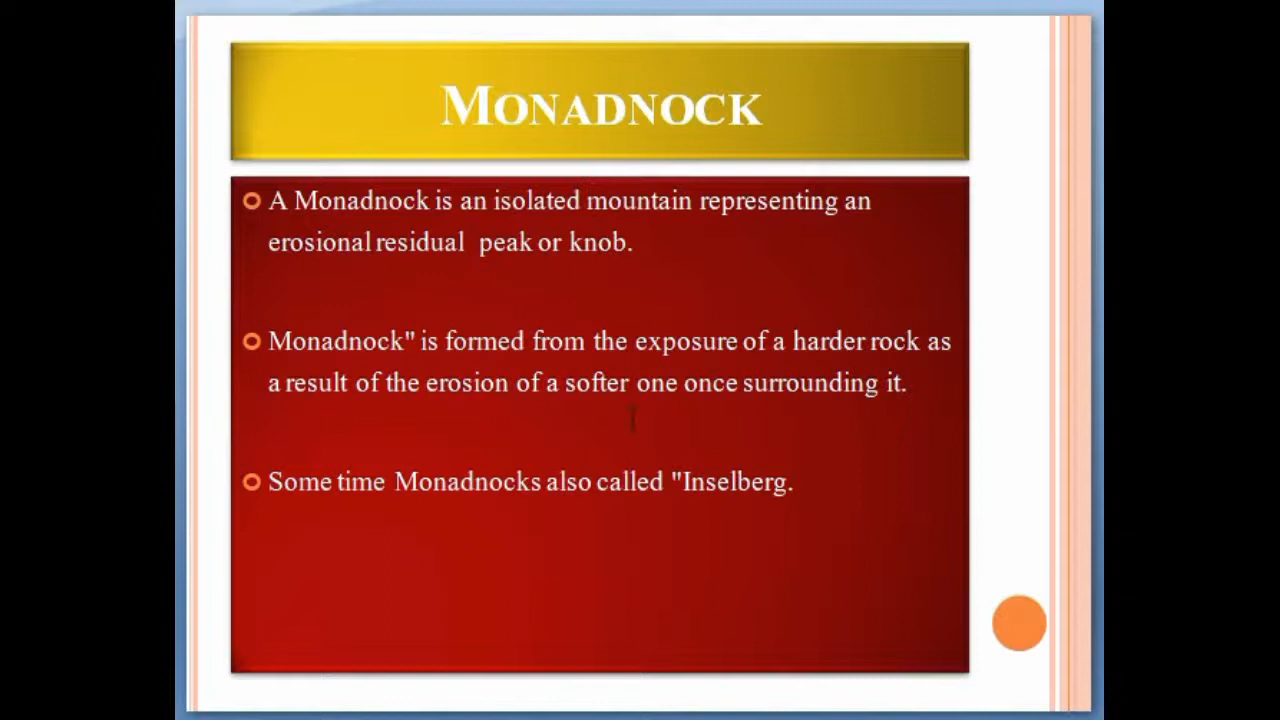 MONADNOCK
A Monadnock is an isolated mountain representing an
erosional residual peak or knob.
Monadnock" is formed from the exposure of a harder rock as
a result of the erosion of a softer one once surrounding it.
Some time Monadnocks also called "Inselberg.